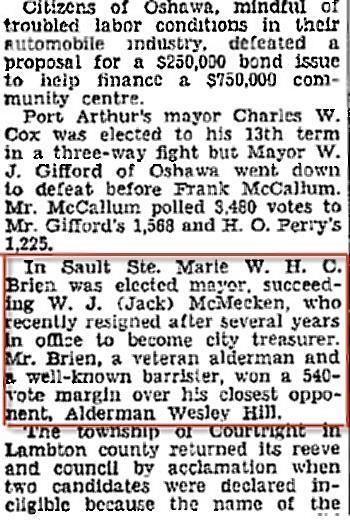 Citizens of Oshawa, mindful of
troubled labor conditions in their
automobile industry, defeated a
proposal for a $250,000 bond issue
to help finance a $750,000 com-
munity centre.
Port Arthur's mayor Charles W.
Cox was elected to his 13th term
in a three-way fight but Mayor W.
J. Gifford of Oshawa went down
to defeat before Frank McCallum.
Mr. McCallum polled 3,480 votes to
Mr. Gifford's 1,568 and H. O. Perry's
1,225.
In Sault Ste. Marie W. H. C.
Brien was elected mayor, succeed-
ing W. J. (Jack) McMecken, who
recently resigned after several years
in office to become city treasurer.
Mr. Brien, a veteran alderman and
a well-known barrister, won a 540-
vote margin over his closest oppo-
nent, Alderman Wesley Hill.
The township of Courtright in
Lambton county returned its reeve
and council by acclamation when
two candidates were declared in-
eligible because the name of the